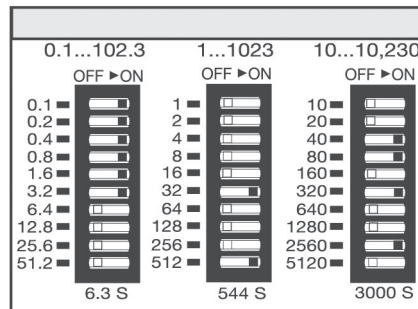 0.1...102.3 1...1023 10...10,230
OFF ►ON OFF ►ON OFF ►ON
0.1 1 10
0.2 2 20
0.4 4 40
0.8 8 80
1.6 16 160
3.2 32 320
6.4 64 640
12.8 128 1280
25.6 256 2560
51.2 512 5120
6.3 S 544 S 3000 S